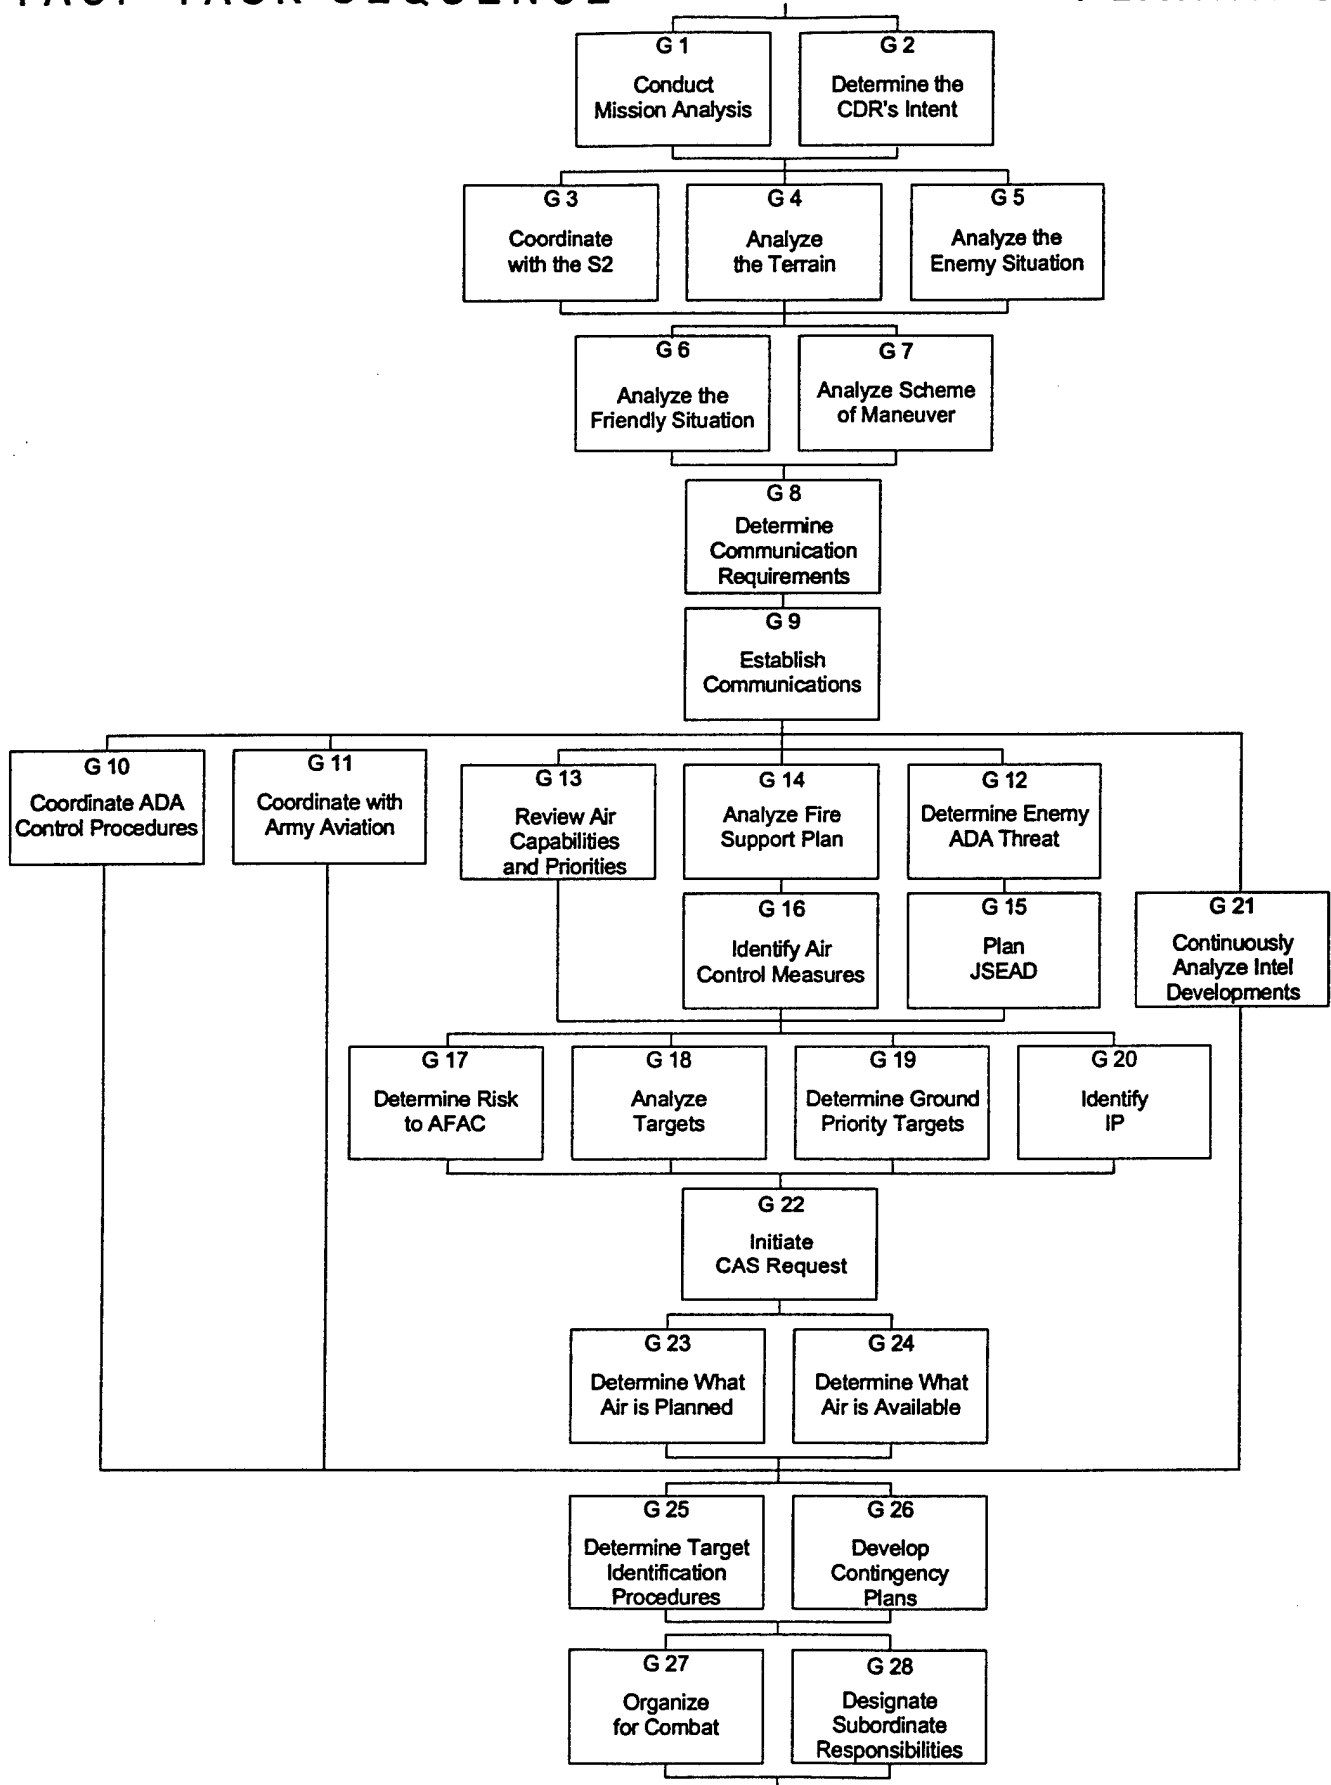 TACP TASK SEQUENCE
G 1
Conduct
Mission Analysis
G 2
Determine the
CDR's Intent
G 3
Coordinate
with the S2
G 4
Analyze
the Terrain
G 5
Analyze the
Enemy Situation
G 6
Analyze the
Friendly Situation
G 7
Analyze Scheme
of Maneuver
G 8
Determine
Communication
Requirements
G 9
Establish
Communications
G 10
Coordinate ADA
Control Procedures
G 11
Coordinate with
Army Aviation
G 13
Review Air
Capabilities
and Priorities
G 14
Analyze Fire
Support Plan
G 12
Determine Enemy
ADA Threat
G 16
Identify Air
Control Measures
G 15
Plan
JSEAD
G 21
Continuously
Analyze Intel
Developments
G 17
Determine Risk
to AFAC
G 18
Analyze
Targets
G 19
Determine Ground
Priority Targets
G 20
Identify
IP
G 22
Initiate
CAS Request
G 23
Determine What
Air is Planned
G 24
Determine What
Air is Available
G 25
Determine Target
Identification
Procedures
G 26
Develop
Contingency
Plans
G 27
Organize
for Combat
G 28
Designate
Subordinate
Responsibilities